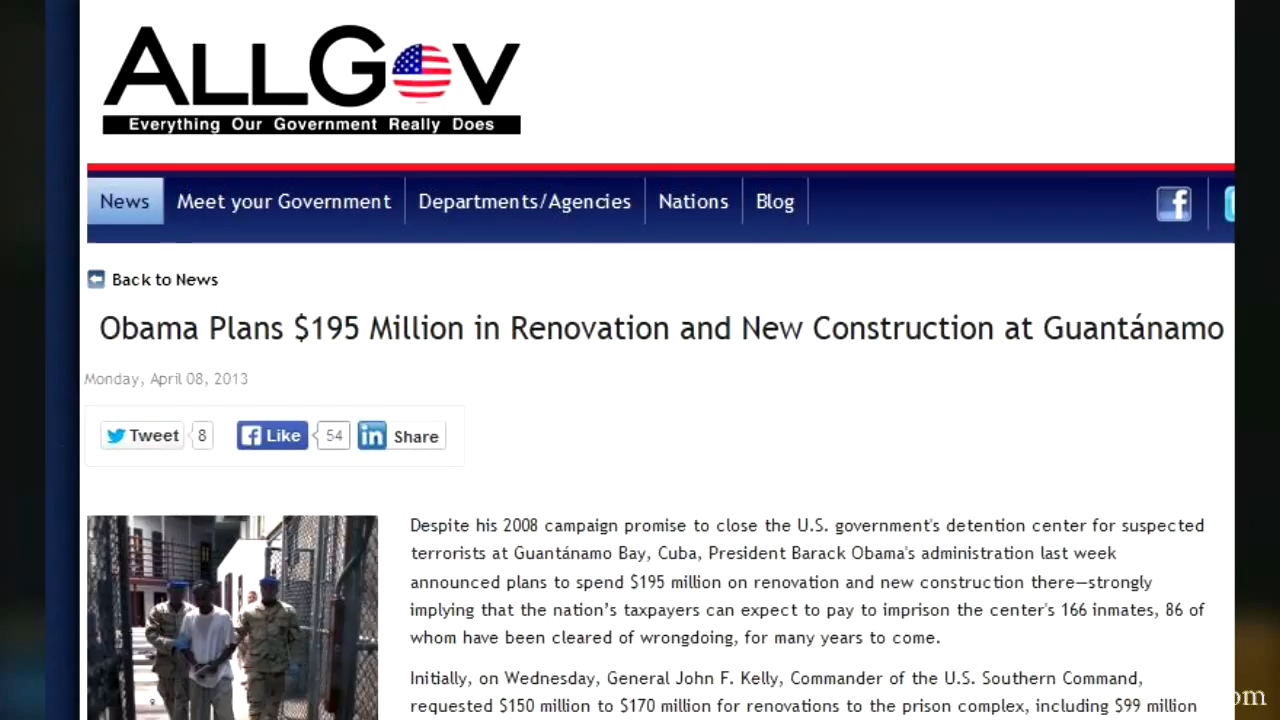 ALLGOV
Everything Our Government Really Does
News Meet your Government Departments/Agencies Nations Blog f
Back to News
Obama Plans $195 Million in Renovation and New Construction at Guantánamo
Monday, April 08, 2013
Tweet 8 f Like 54 in Share
Despite his 2008 campaign promise to close the U.S. government's detention center for suspected
terrorists at Guantánamo Bay, Cuba, President Barack Obama's administration last week
announced plans to spend $195 million on renovation and new construction there—strongly
implying that the nation’s taxpayers can expect to pay to imprison the center's 166 inmates, 86 of
whom have been cleared of wrongdoing, for many years to come.
Initially, on Wednesday, General John F. Kelly, Commander of the U.S. Southern Command,
requested $150 million to $170 million for renovations to the prison complex, including $99 million
om